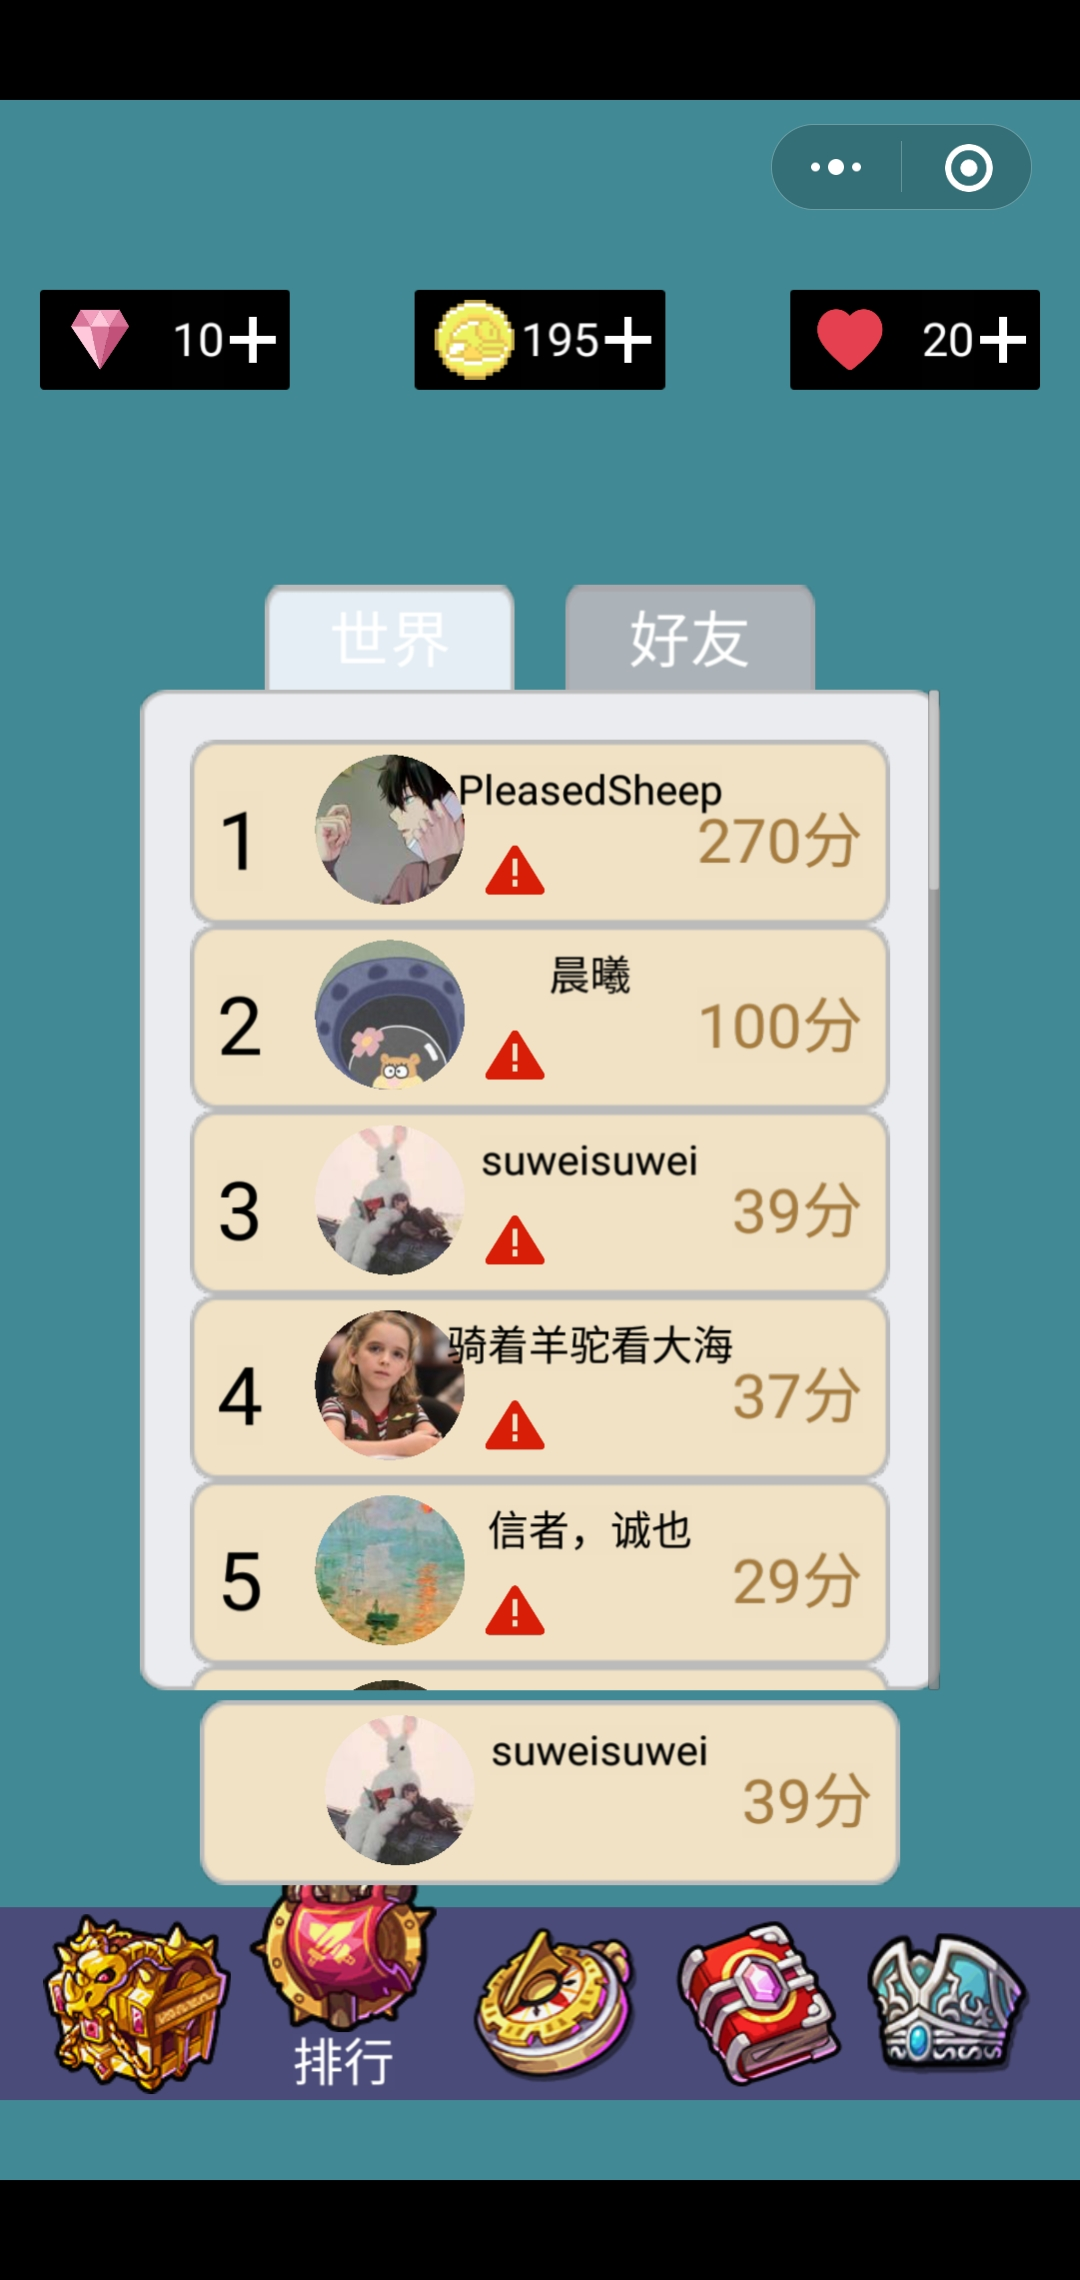 10
195
20
世界
好友
1
PleasedSheep
270分
2
晨曦
100分
3
suweisuwei
39分
4
骑着羊驼看大海
37分
5
信者，诚也
29分
suweisuwei
39分
排行